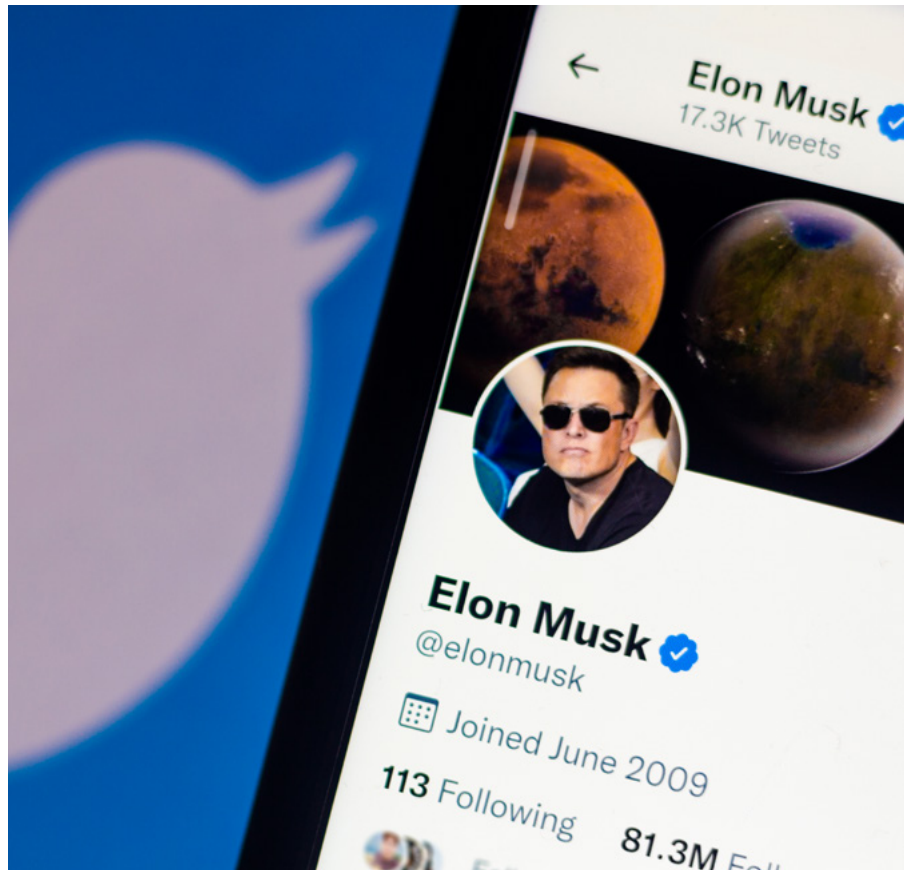 Elon Musk
17.3K Tweets
Elon Musk
@elonmusk
Joined June 2009
113 Following 81.3M